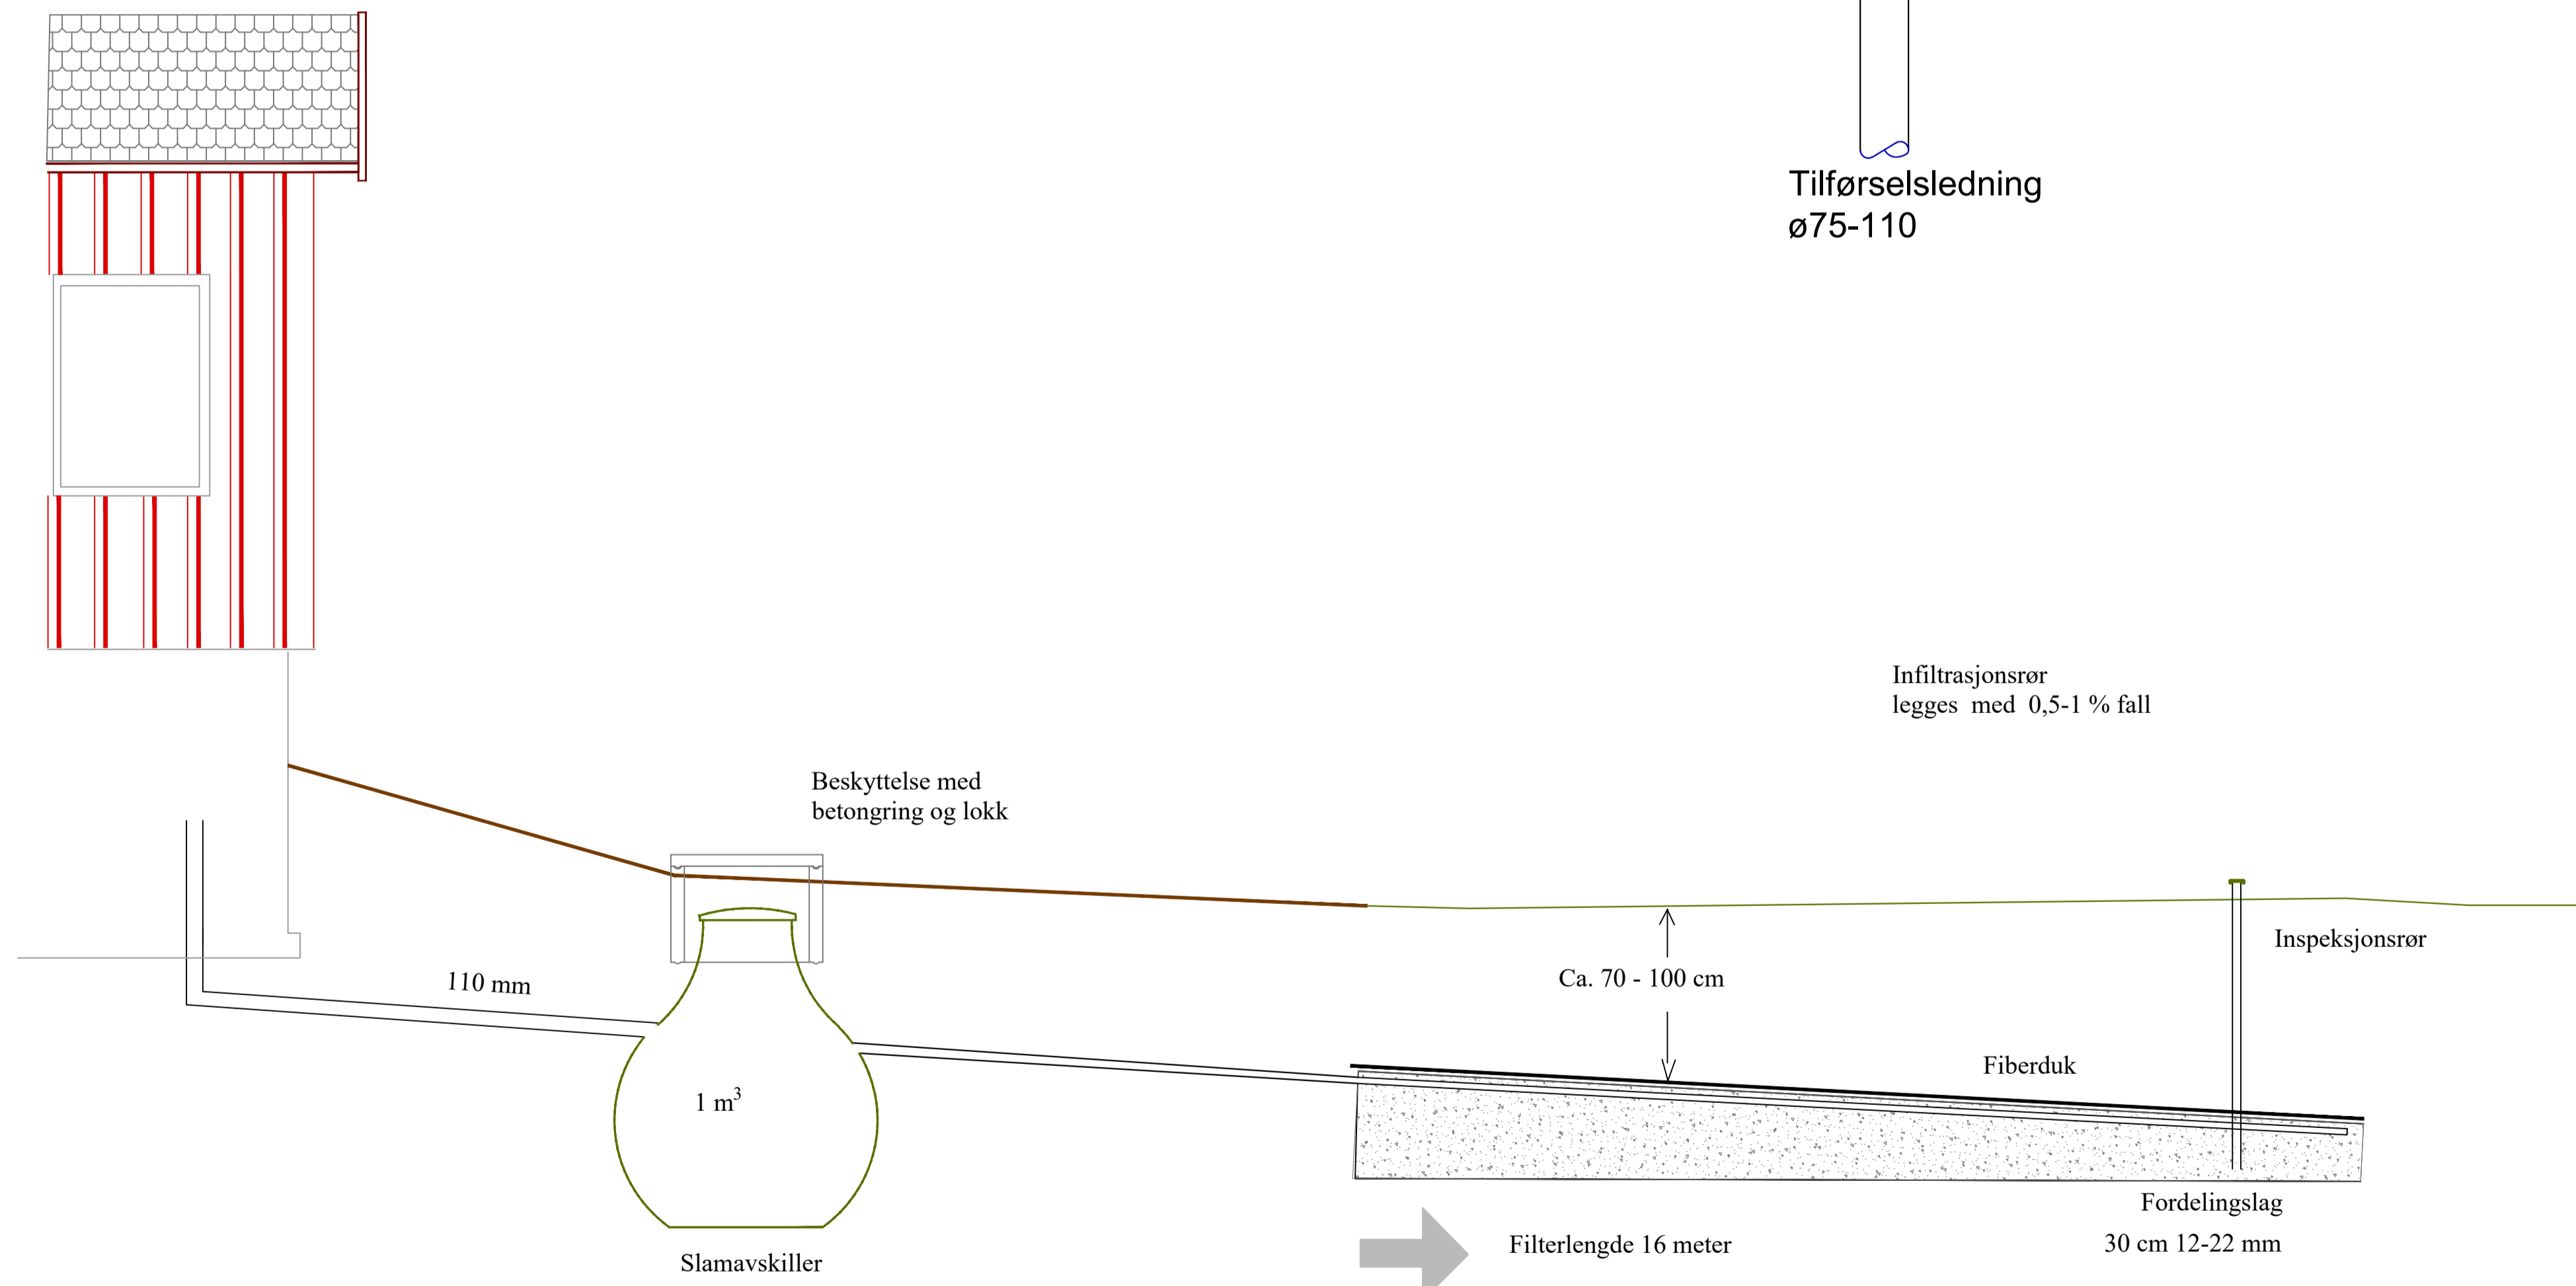 Tilførselsledning
ø75-110
Infiltrasjonsrør
legges med 0,5-1 % fall
Beskyttelse med
betongring og lokk
Inspeksjonsrør
110 mm
Ca. 70 - 100 cm
Fiberduk
1 m³
Fordelingslag
30 cm 12-22 mm
Filterlengde 16 meter
Slamavskiller